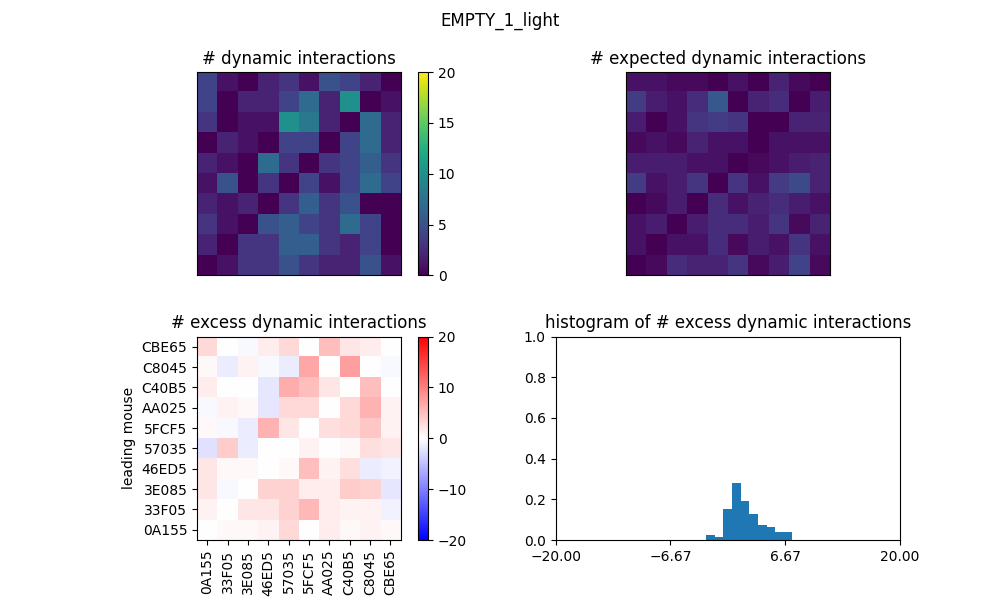 EMPTY_1_light
# dynamic interactions
# expected dynamic interactions
20
15
10
5
0
# excess dynamic interactions
histogram of # excess dynamic interactions
leading mouse
CBE65
C8045
C40B5
AA025
5FCF5
57035
46ED5
3E085
33F05
0A155
0A155
33F05
3E085
46ED5
57035
5FCF5
AA025
C40B5
C8045
CBE65
20
10
0
−10
−20
1.0
0.8
0.6
0.4
0.2
0.0
−20.00
−6.67
6.67
20.00